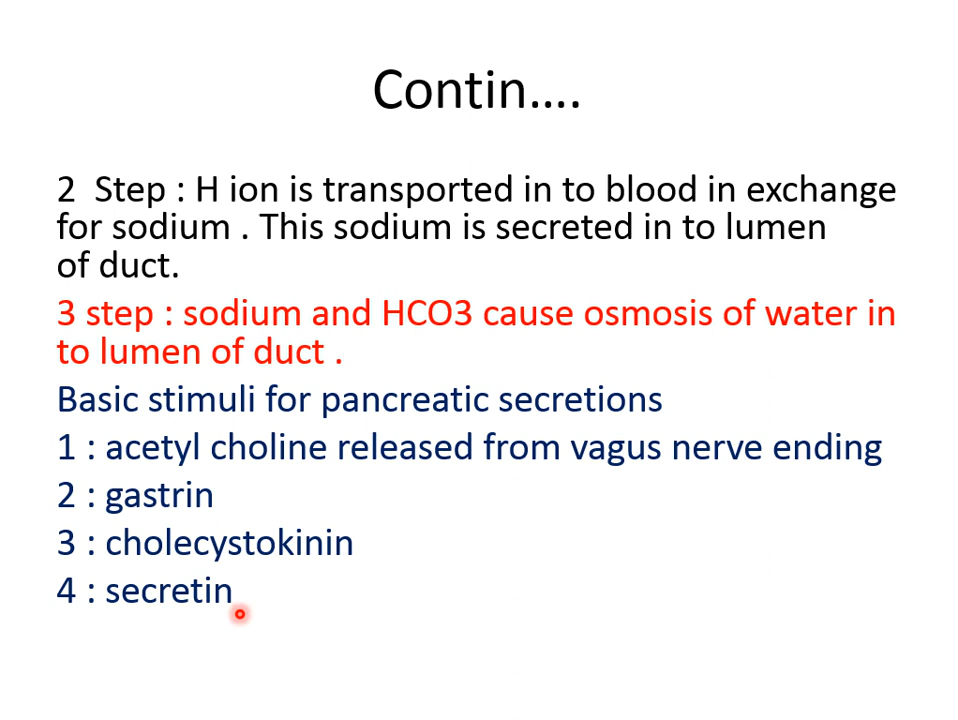 Contin….
2  Step : H ion is transported in to blood in exchange
for sodium . This sodium is secreted in to lumen
of duct.
3 step : sodium and HCO3 cause osmosis of water in
to lumen of duct .
Basic stimuli for pancreatic secretions
1 : acetyl choline released from vagus nerve ending
2 : gastrin
3 : cholecystokinin
4 : secretin